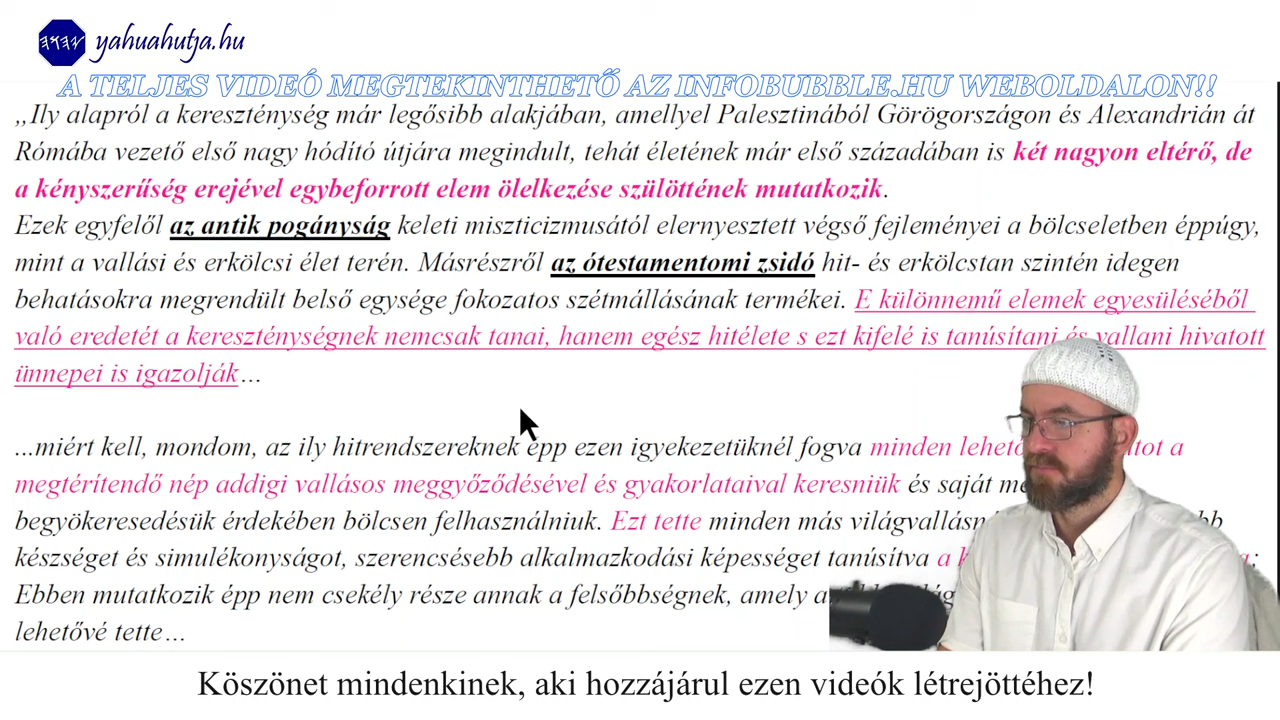 yahuahutja.hu
A TELJES VIDEÓ MEGTEKINTHETŐ AZ INFOBUBBLE.HU WEBOLDALON!!
,,Ily alapról a kereszténység már legősibb alakjában, amellyel Palesztinából Görögországon és Alexandrián át
Rómába vezető első nagy hódító útjára megindult, tehát életének már első századában is két nagyon eltérő, de
a kényszerűség erejével egybeforrott elem ölelkezése szülöttének mutatkozik.
Ezek egyfelől az antik pogányság keleti miszticizmusától elernyesztett végső fejleményei a bölcseletben éppúgy,
mint a vallási és erkölcsi élet terén. Másrészről az ótestamentomi zsidó hit- és erkölcstan szintén idegen
behatásokra megrendült belső egysége fokozatos szétmállásának termékei. E különnemű elemek egyesüléséből
való eredetét a kereszténységnek nemcsak tanai, hanem egész hitélete s ezt kifelé is tanúsítani és vallani hivatott
ünnepei is igazolják…
...miért kell, mondom, az ily hitrendszereknek épp ezen igyekezetüknél fogva minden a
megtérítendő nép addigi vallásos meggyőződésével és gyakorlataival keresniük és saját
begyökeresedésük érdekében bölcsen felhasználniuk. Ezt tette minden más
készséget és simulékonyságot, szerencsésebb alkalmazkodási képességet tanúsítva a
Ebben mutatkozik épp nem csekély része annak a felsőbbségnek, amely
lehetővé tette…
Köszönet mindenkinek, aki hozzájárul ezen videók létrejöttéhez!